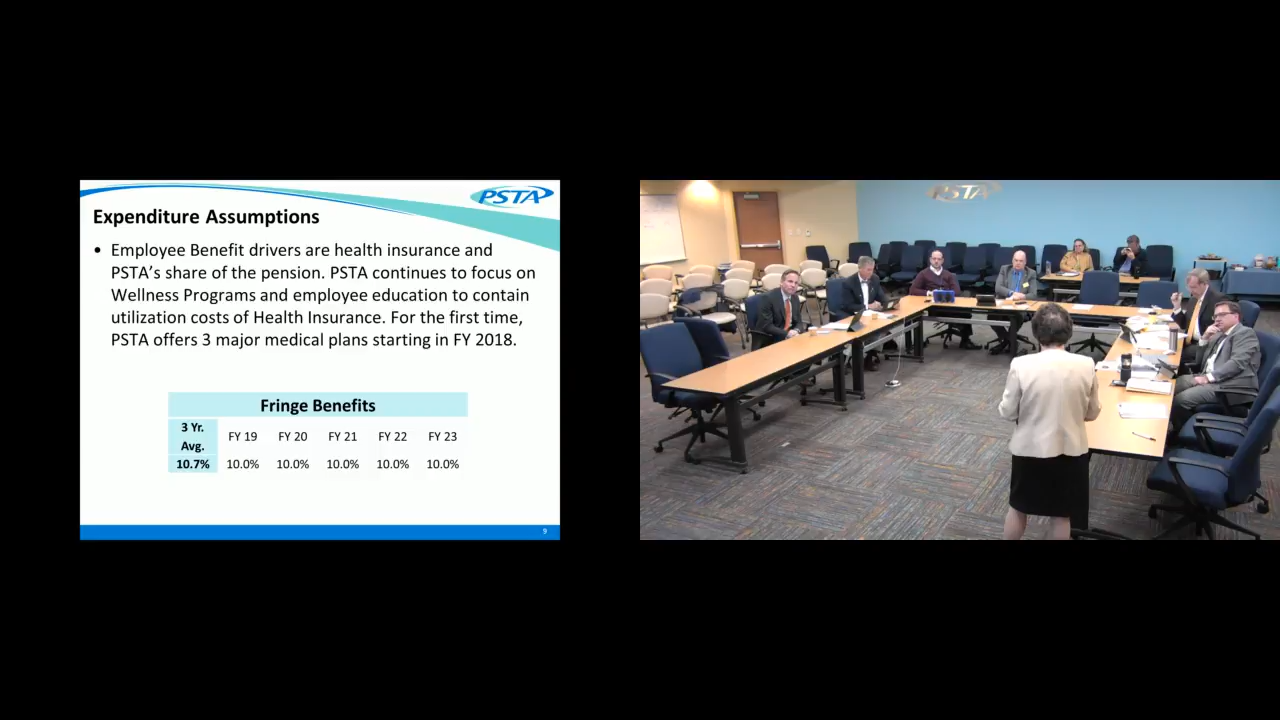 PSTA
Expenditure Assumptions
• Employee Benefit drivers are health insurance and
PSTA's share of the pension. PSTA continues to focus on
Wellness Programs and employee education to contain
utilization costs of Health Insurance. For the first time,
PSTA offers 3 major medical plans starting in FY 2018.
Fringe Benefits
3 Yr. Avg. FY 19 FY 20 FY 21 FY 22 FY 23
10.7% 10.0% 10.0% 10.0% 10.0% 10.0%
9
PSTA